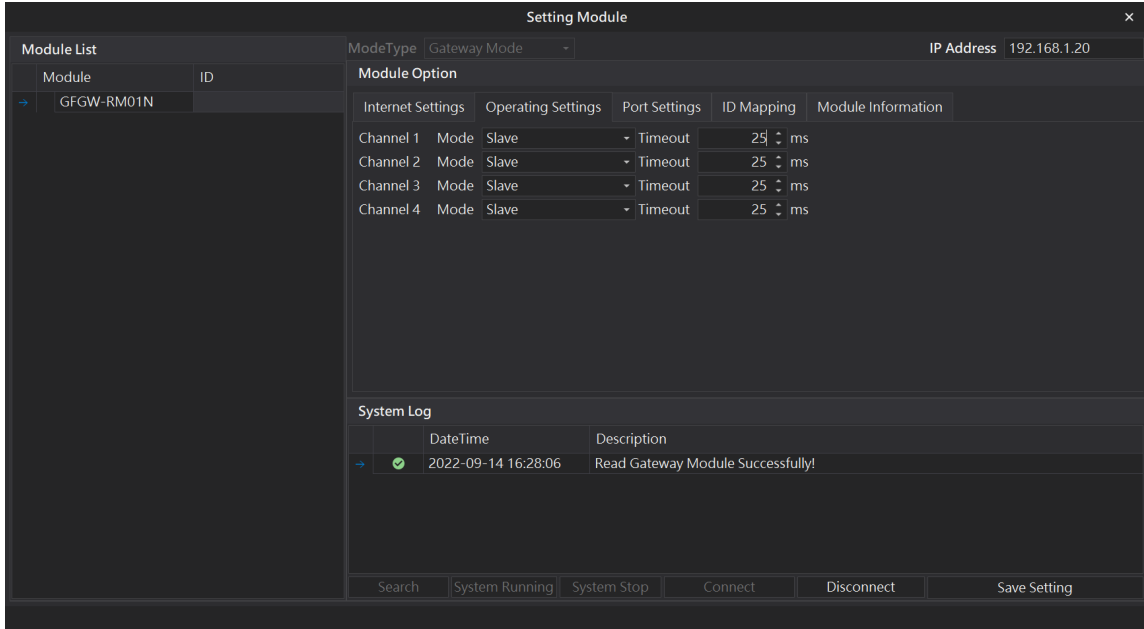 Setting Module
Module List
ModeType Gateway Mode IP Address 192.168.1.20
Module ID
Module Option
GFGW-RM01N
Internet Settings Operating Settings Port Settings ID Mapping Module Information
Channel 1 Mode Slave Timeout 25 ms
Channel 2 Mode Slave Timeout 25 ms
Channel 3 Mode Slave Timeout 25 ms
Channel 4 Mode Slave Timeout 25 ms
System Log
DateTime Description
2022-09-14 16:28:06 Read Gateway Module Successfully!
Search System Running System Stop Connect Disconnect Save Setting